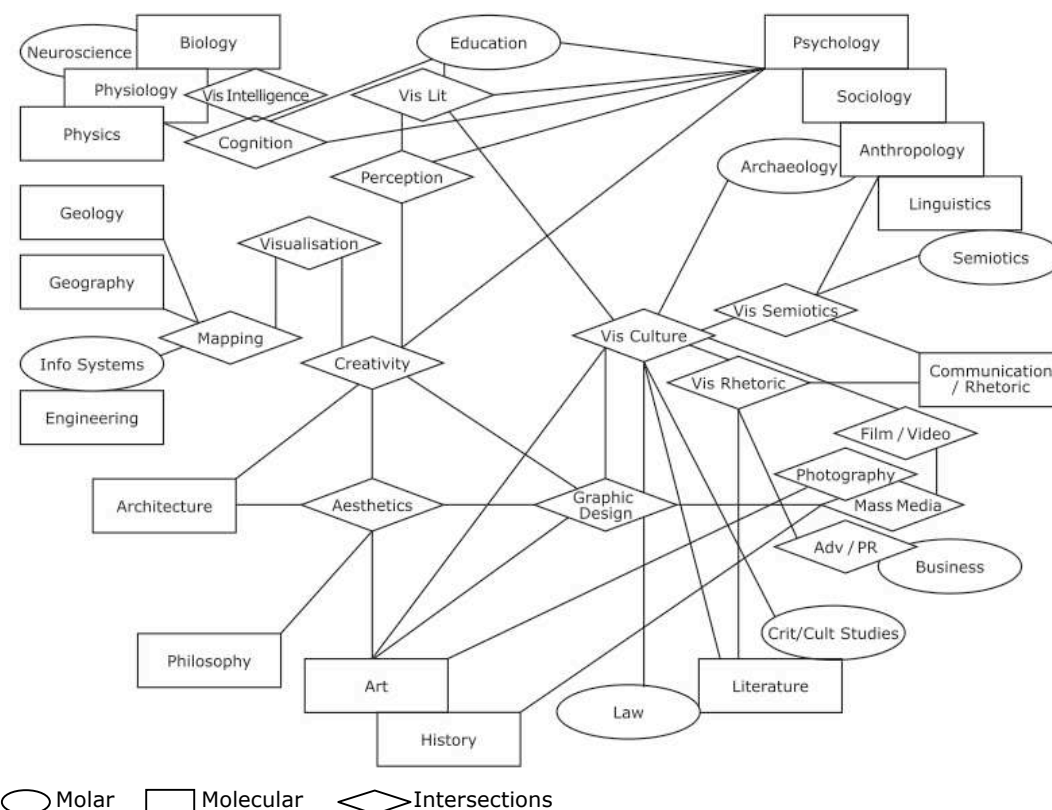 Neuroscience
Biology
Education
Psychology
Physiology
Vis Intelligence
Vis Lit
Sociology
Physics
Cognition
Anthropology
Perception
Archaeology
Geology
Linguistics
Visualisation
Semiotics
Geography
Vis Semiotics
Mapping
Vis Culture
Info Systems
Creativity
Communication
/ Rhetoric
Vis Rhetoric
Engineering
Film / Video
Photography
Architecture
Aesthetics
Graphic
Design
Mass Media
Adv / PR
Business
Crit/Cult Studies
Philosophy
Art
Literature
Law
History
Molar
Molecular
Intersections